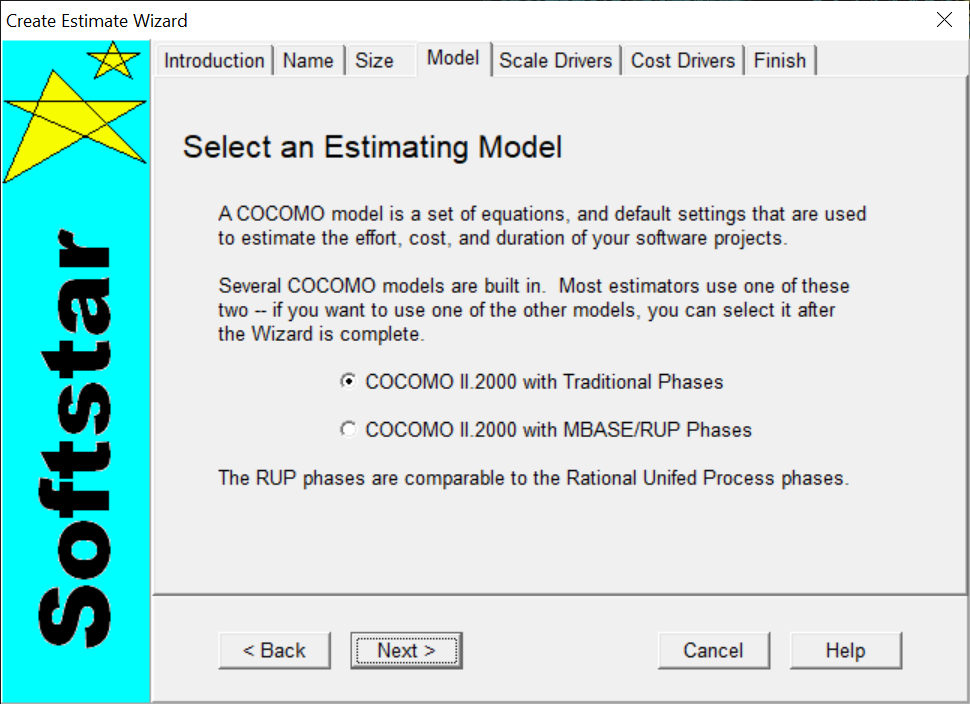 Create Estimate Wizard
Introduction Name Size Model Scale Drivers Cost Drivers Finish
Softstar
Select an Estimating Model
A COCOMO model is a set of equations, and default settings that are used
to estimate the effort, cost, and duration of your software projects.
Several COCOMO models are built in.  Most estimators use one of these
two -- if you want to use one of the other models, you can select it after
the Wizard is complete.
COCOMO II.2000 with Traditional Phases
COCOMO II.2000 with MBASE/RUP Phases
The RUP phases are comparable to the Rational Unifed Process phases.
< Back Next > Cancel Help